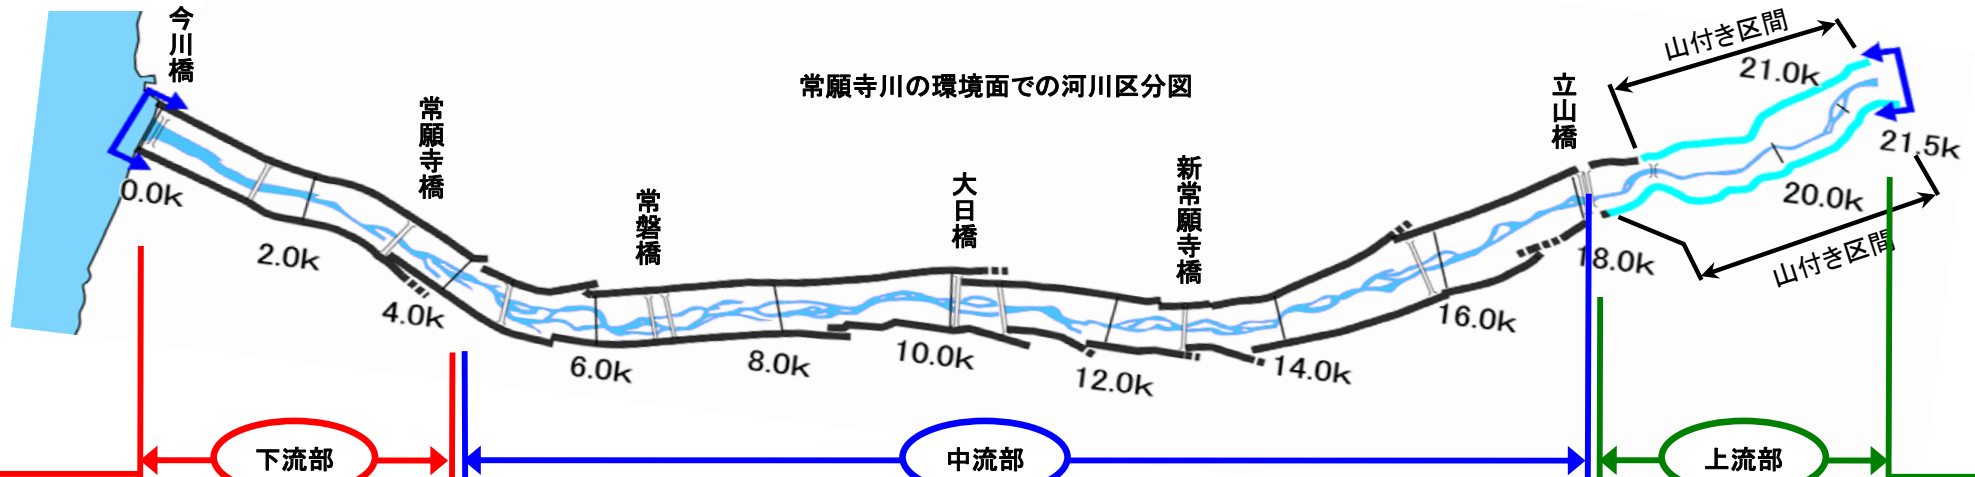 常願寺川の環境面での河川区分図
今川橋
常願寺橋
常磐橋
大日橋
新常願寺橋
立山橋
山付き区間
山付き区間
0.0k
2.0k
4.0k
6.0k
8.0k
10.0k
12.0k
14.0k
16.0k
18.0k
20.0k
21.0k
21.5k
下流部
中流部
上流部